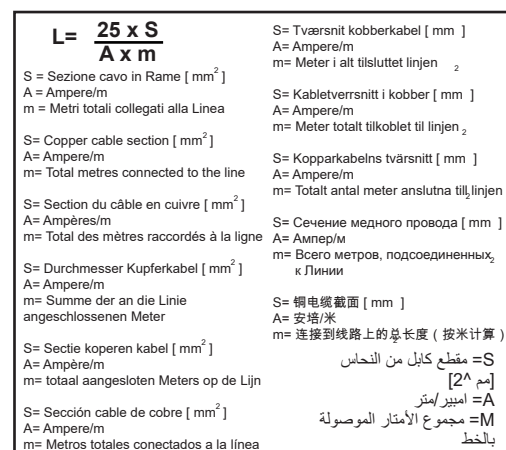 L= 25 x S
A x m
S = Sezione cavo in Rame [ mm² ]
A = Ampere/m
m = Metri totali collegati alla Linea
S= Copper cable section [ mm² ]
A= Ampere/m
m= Total metres connected to the line
S= Section du câble en cuivre [ mm² ]
A= Ampères/m
m= Total des mètres raccordés à la ligne
S= Durchmesser Kupferkabel [ mm² ]
A= Ampere/m
m= Summe der an die Linie
angeschlossenen Meter
S= Sectie koperen kabel [ mm² ]
A= Ampère/m
m= totaal aangesloten Meters op de Lijn
S= Sección cable de cobre [ mm² ]
A= Ampere/m
m= Metros totales conectados a la línea
S= Tværsnit kobberkabel [ mm ]
A= Ampere/m
m= Meter i alt tilsluttet linjen 2
S= Kabletverrsnitt i kobber [ mm ]
A= Ampere/m
m= Meter totalt tilkoblet til linjen 2
S= Kopparkabelns tvärsnitt [ mm ]
A= Ampere/m
m= Totalt antal meter anslutna till 2 linjen
S= Сечение медного провода [ mm ]
A= Ампер/м
m= Всего метров, подсоединенных 2
к Линии
S= 铜电缆截面 [ mm ]
A= 安培/米
m= 连接到线路上的总长度 ( 按米计算 ) 2
S= مقطع كابل من النحاس
[مم ^2]
A= امبير/متر
M= مجموع الأمتار الموصولة
بالخط